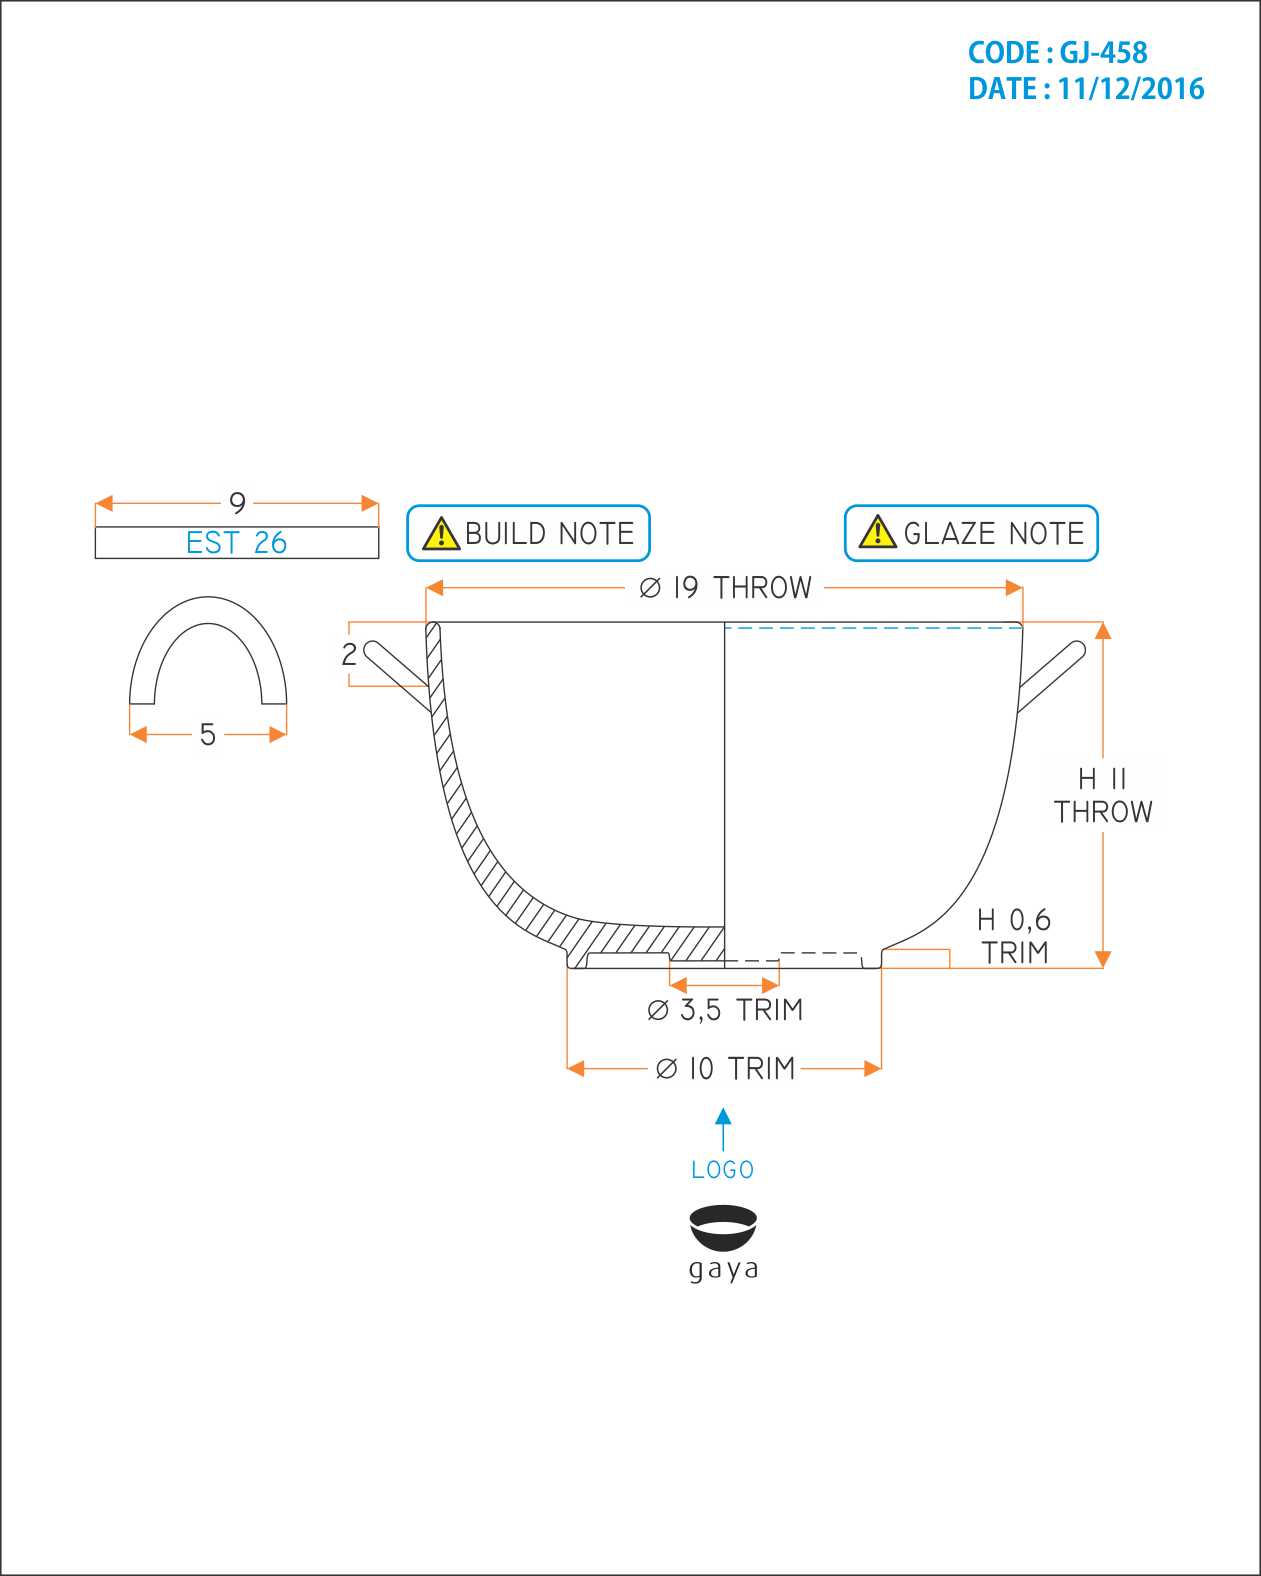 CODE : GJ-458
DATE : 11/12/2016
9
EST 26
BUILD NOTE
GLAZE NOTE
Ø 19 THROW
2
5
H 11
THROW
H 0,6
TRIM
Ø 3,5 TRIM
Ø 10 TRIM
LOGO
gaya